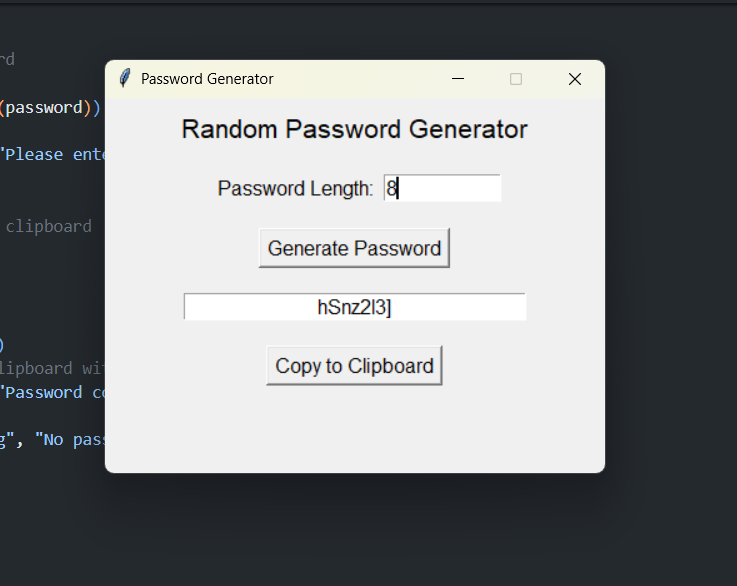 rd
Password Generator
(password))
Random Password Generator
"Please ente
Password Length: 8
clipboard
Generate Password
hSnz2l3]
)
lipboard wi
Copy to Clipboard
"Password co
g", "No pass